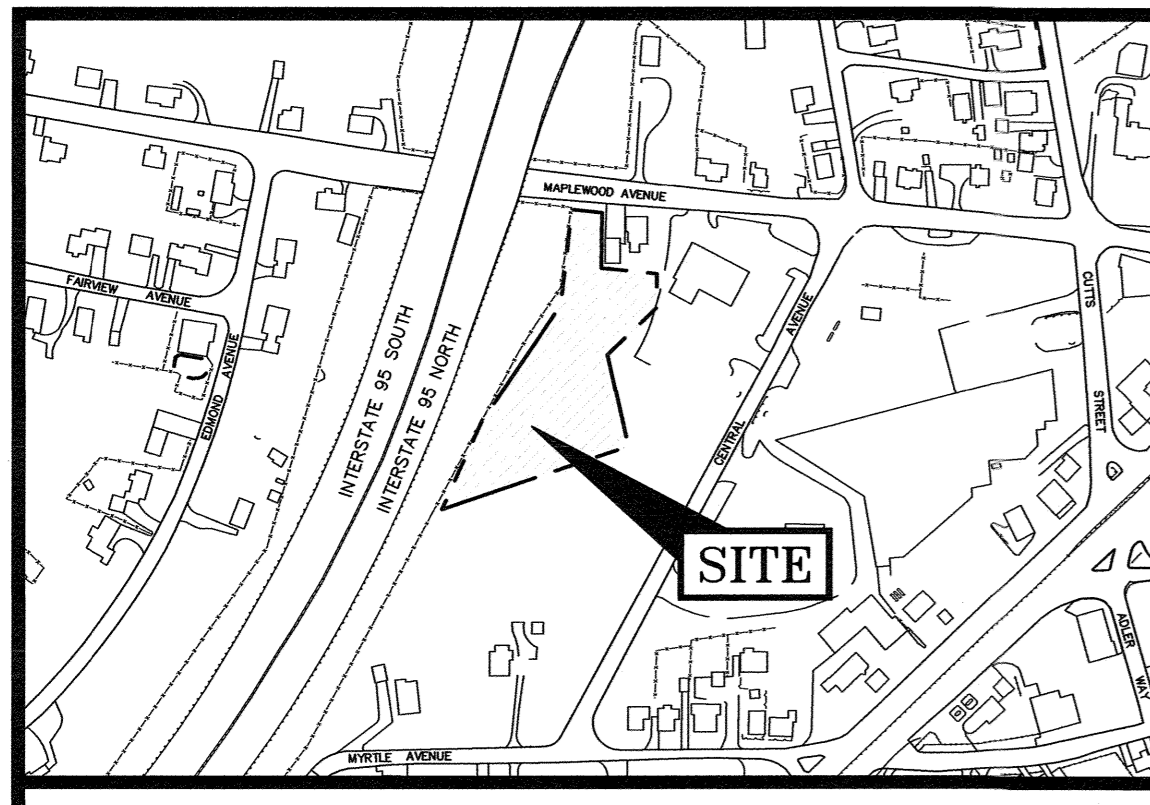 MAPLEWOOD AVENUE
FAIRVIEW AVENUE
EDMOND AVENUE
INTERSTATE 95 SOUTH
INTERSTATE 95 NORTH
CENTRAL AVENUE
CUTTS STREET
SITE
ADLER WAY
MYRTLE AVENUE